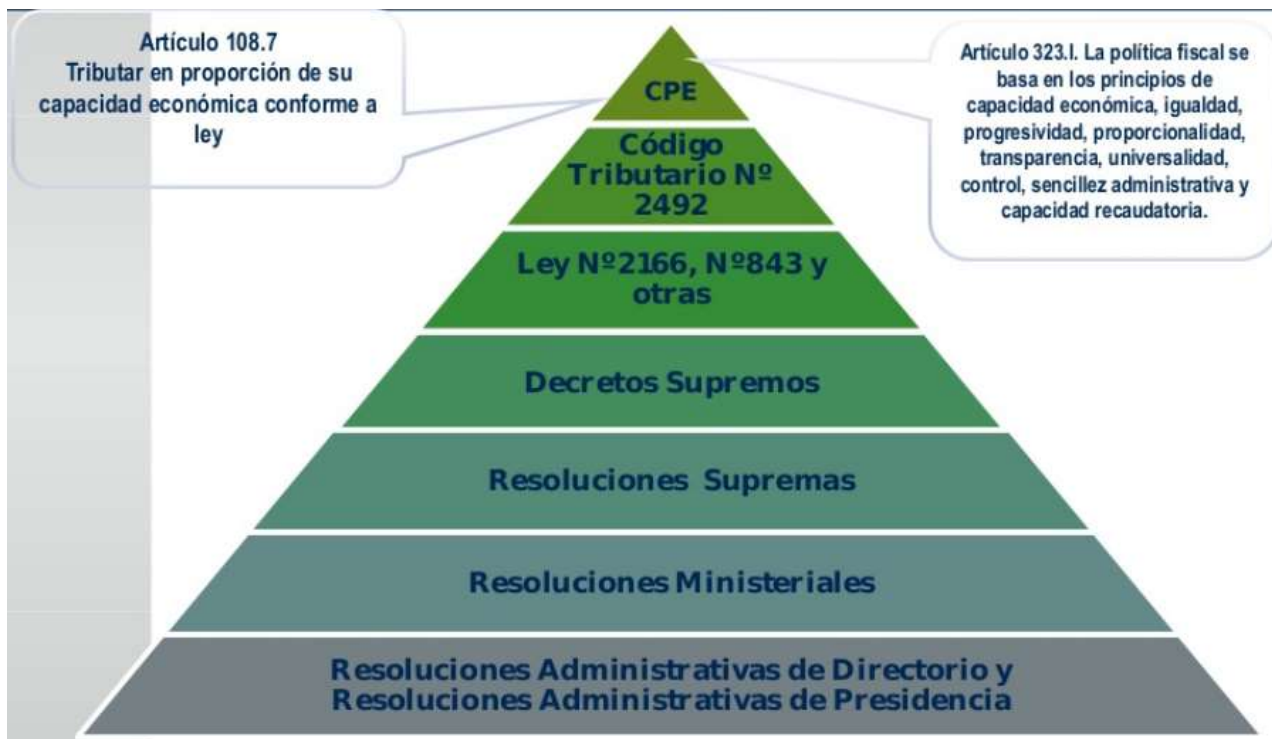 Artículo 108.7
Tributar en proporción de su
capacidad económica conforme a
ley
Artículo 323.I. La política fiscal se
basa en los principios de
capacidad económica, igualdad,
progresividad, proporcionalidad,
transparencia, universalidad,
control, sencillez administrativa y
capacidad recaudatoria.
CPE
Código
Tributario Nº
2492
Ley Nº2166, Nº843 y
otras
Decretos Supremos
Resoluciones Supremas
Resoluciones Ministeriales
Resoluciones Administrativas de Directorio y
Resoluciones Administrativas de Presidencia